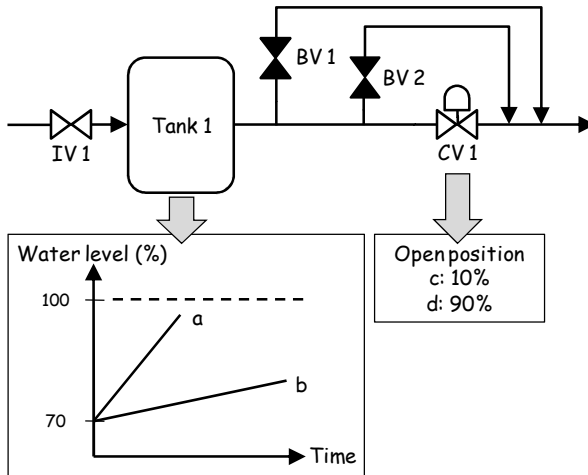 BV 1
BV 2
Tank 1
IV 1
CV 1
Water level (%)
100
a
b
70
Time
Open position
c: 10%
d: 90%